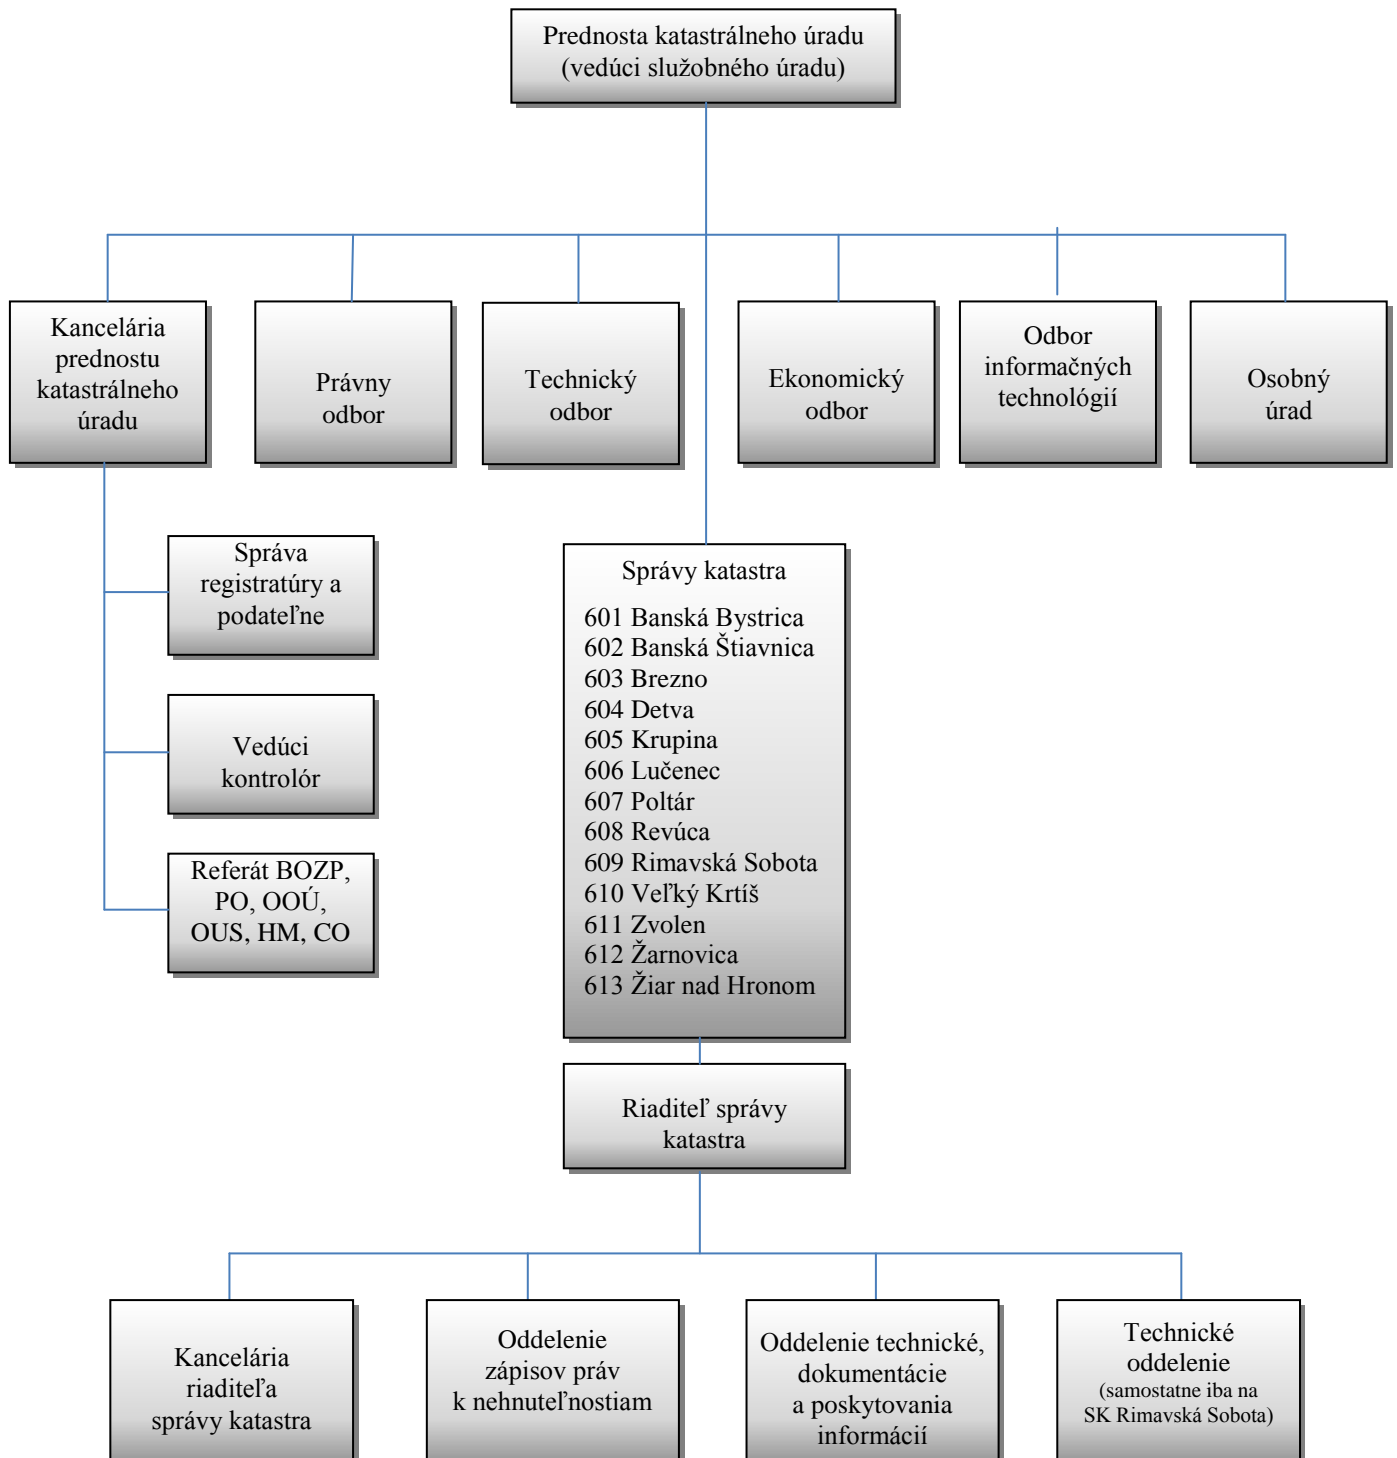 Prednosta katastrálneho úradu
(vedúci služobného úradu)
Kancelária
prednostu
katastrálneho
úradu
Právny
odbor
Technický
odbor
Ekonomický
odbor
Odbor
informačných
technológií
Osobný
úrad
Správa
registratúry a
podateľne
Vedúci
kontrolór
Referát BOZP,
PO, OOÚ,
OUS, HM, CO
Správy katastra
601 Banská Bystrica
602 Banská Štiavnica
603 Brezno
604 Detva
605 Krupina
606 Lučenec
607 Poltár
608 Revúca
609 Rimavská Sobota
610 Veľký Krtíš
611 Zvolen
612 Žarnovica
613 Žiar nad Hronom
Riaditeľ správy
katastra
Kancelária
riaditeľa
správy katastra
Oddelenie
zápisov práv
k nehnuteľnostiam
Oddelenie technické,
dokumentácie
a poskytovania
informácií
Technické
oddelenie
(samostatne iba na
SK Rimavská Sobota)